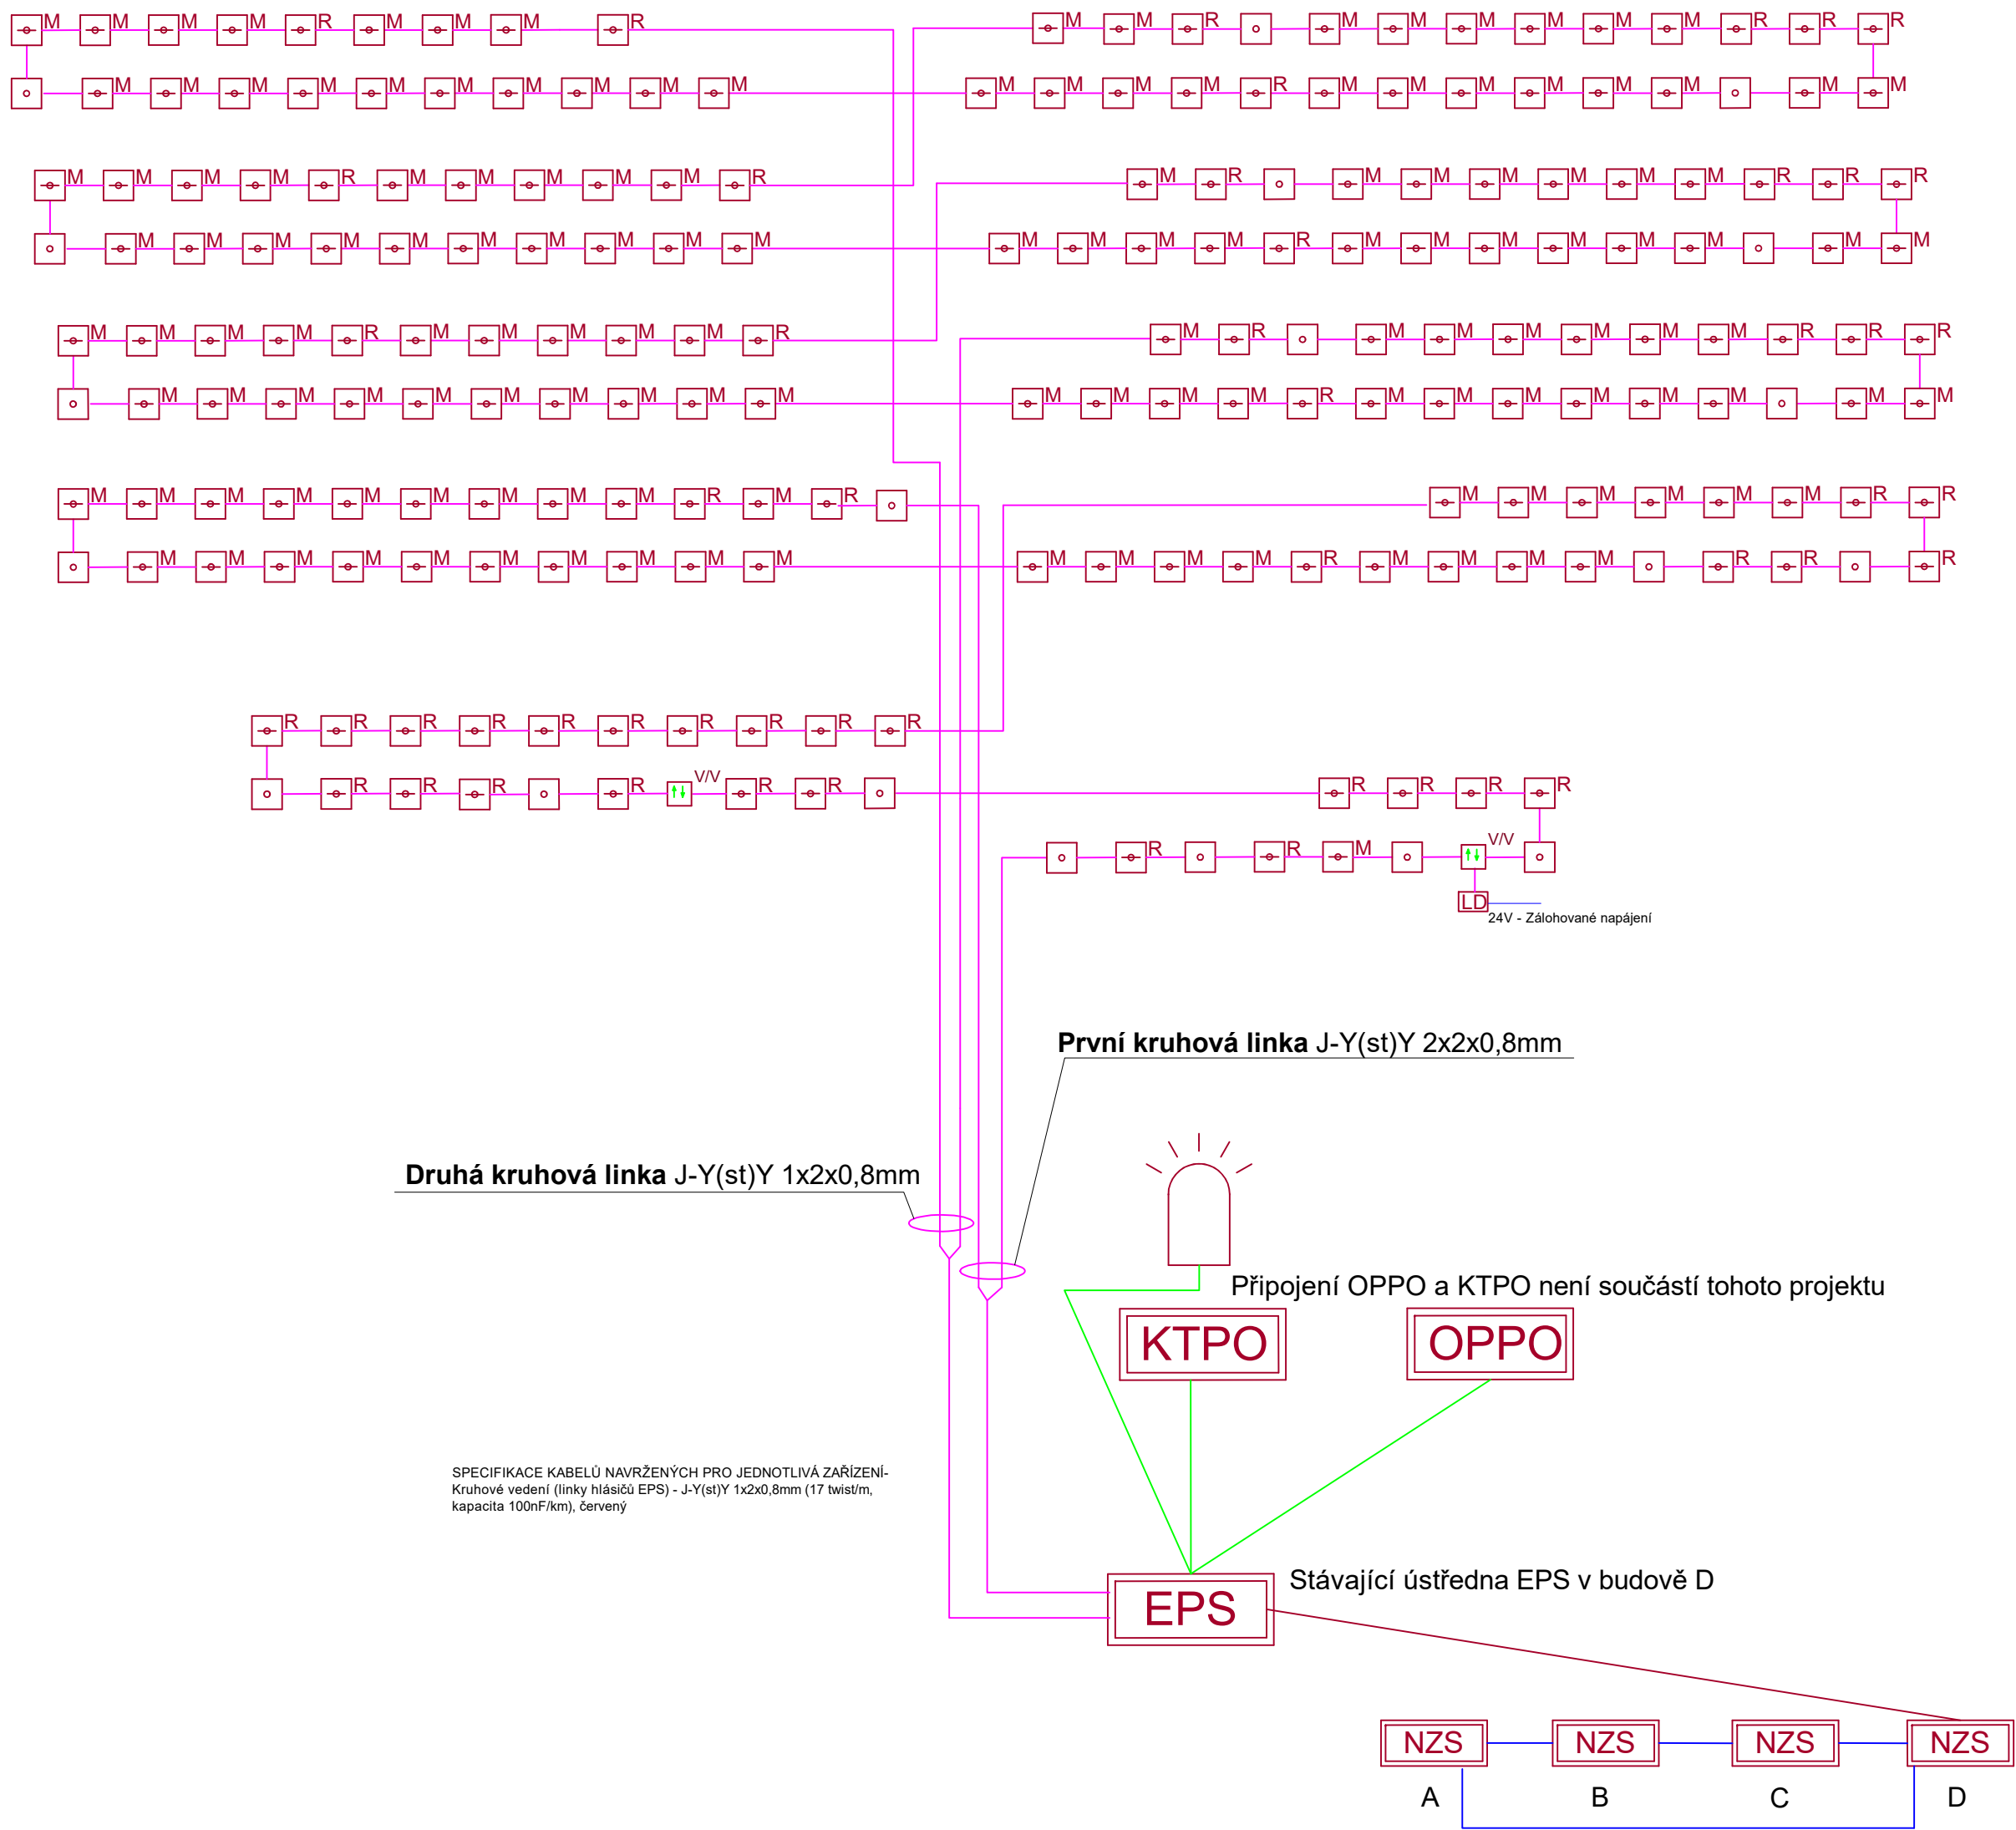 M M M M R M M M R M M R M M M M M M R R R
M M M M M M M M M M M M M M R M M M M M M M M
M M M M R M M M M M R M R M M M M M M R R R
M M M M M M M M M M M M M M R M M M M M M M M
M M M M R M M M M M R M R M M M M M M R R R
M M M M M M M M M M M M M M R M M M M M M M M
M M M M M M M M M R M R M M M M M M R R
M M M M M M M M M M M M M M R M M M M R R R
R R R R R R R R R R
R R R R V/V R R R R R R
R R M V/V
LD
24V - Zálohované napájení
První kruhová linka J-Y(st)Y 2x2x0,8mm
Druhá kruhová linka J-Y(st)Y 1x2x0,8mm
Připojení OPPO a KTPO není součástí tohoto projektu
KTPO OPPO
SPECIFIKACE KABELŮ NAVRŽENÝCH PRO JEDNOTLIVÁ ZAŘÍZENÍ-
Kruhové vedení (linky hlásičů EPS) - J-Y(st)Y 1x2x0,8mm (17 twist/m,
kapacita 100nF/km), červený
Stávající ústředna EPS v budově D
EPS
NZS NZS NZS NZS
A B C D